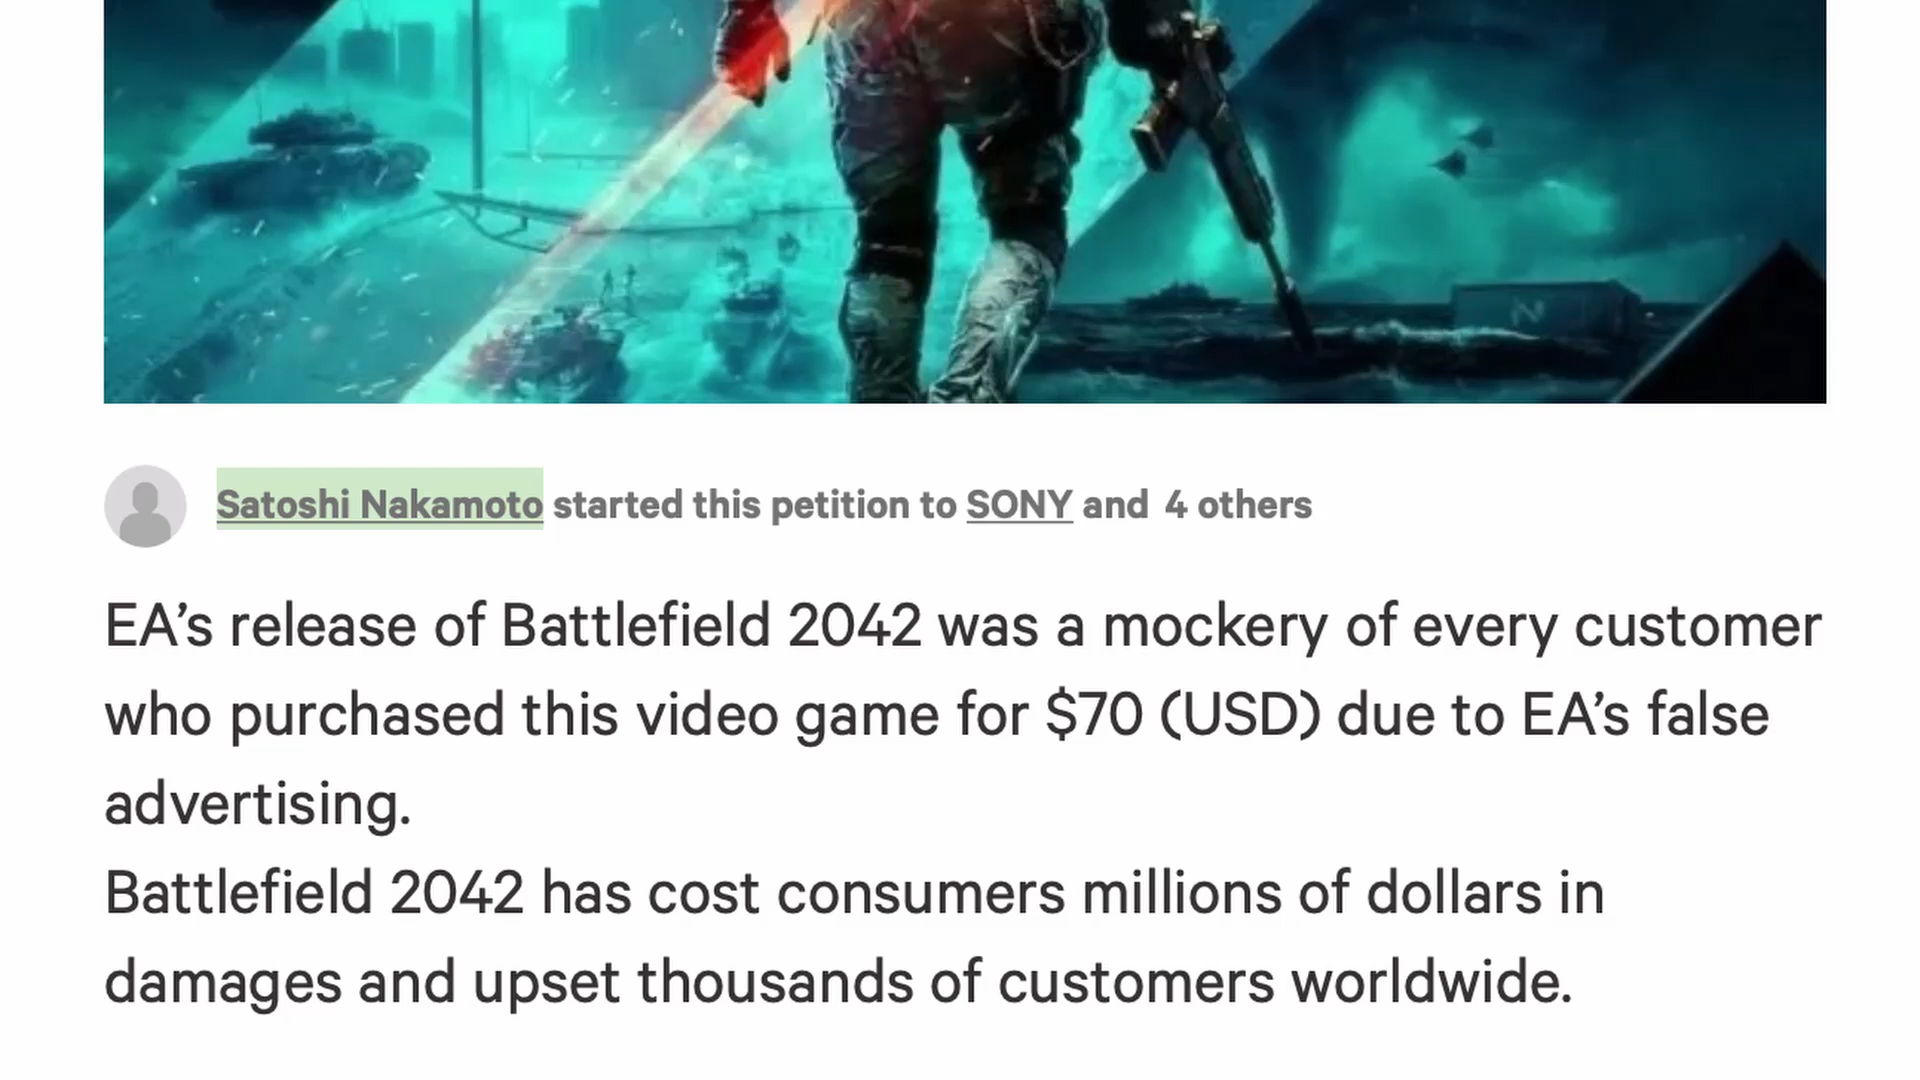 Satoshi Nakamoto started this petition to SONY and 4 others
EA’s release of Battlefield 2042 was a mockery of every customer
who purchased this video game for $70 (USD) due to EA’s false
advertising.
Battlefield 2042 has cost consumers millions of dollars in
damages and upset thousands of customers worldwide.